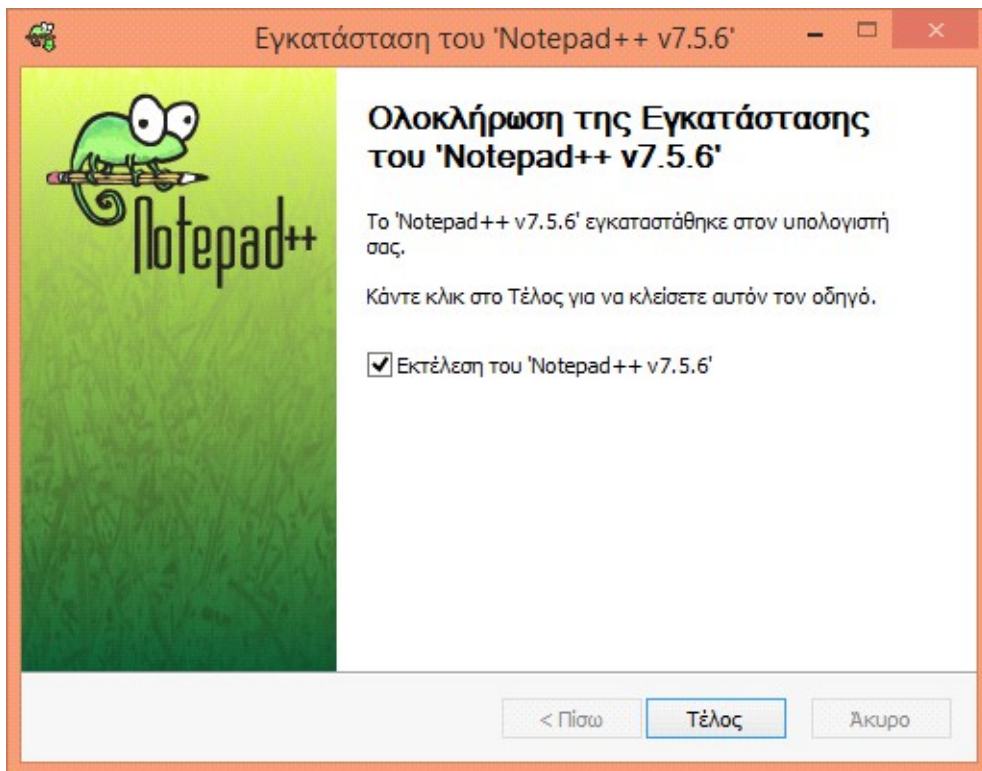 Εγκατάσταση του 'Notepad++ v7.5.6'
Notepad++
Ολοκλήρωση της Εγκατάστασης
του 'Notepad++ v7.5.6'
Το 'Notepad++ v7.5.6' εγκαταστάθηκε στον υπολογιστή
σας.
Κάντε κλικ στο Τέλος για να κλείσετε αυτόν τον οδηγό.
Εκτέλεση του 'Notepad++ v7.5.6'
< Πίσω Τέλος Άκυρο